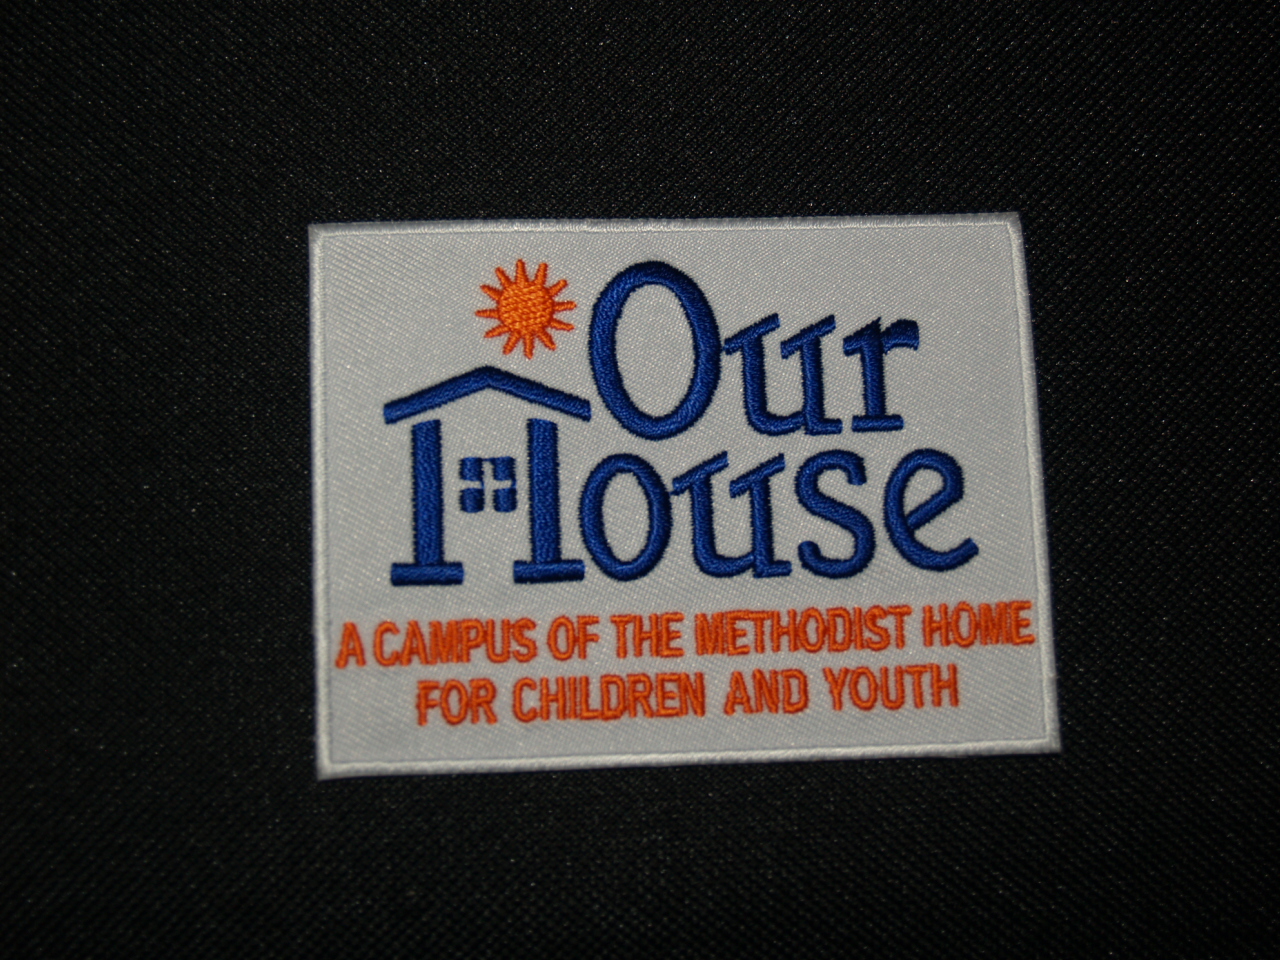 Our
House
A CAMPUS OF THE METHODIST HOME
FOR CHILDREN AND YOUTH